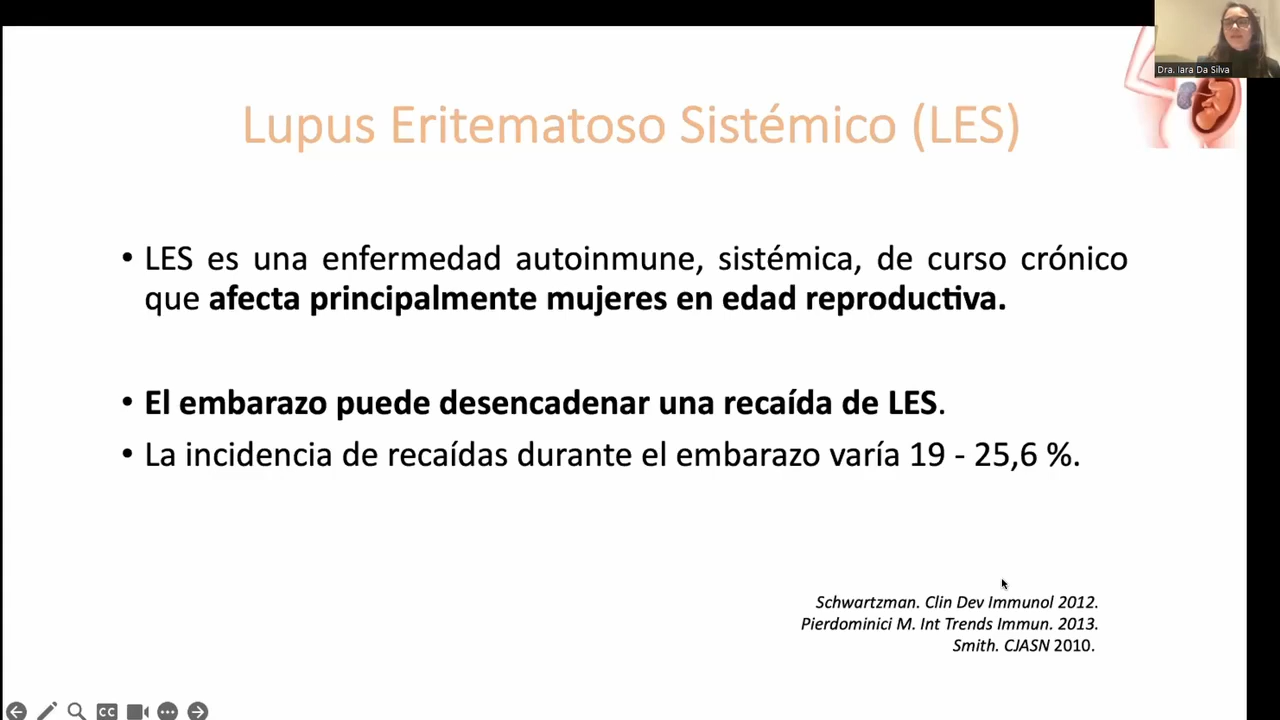 Dra. Iara Da Silva
Lupus Eritematoso Sistémico (LES)
• LES es una enfermedad autoinmune, sistémica, de curso crónico
que afecta principalmente mujeres en edad reproductiva.
• El embarazo puede desencadenar una recaída de LES.
• La incidencia de recaídas durante el embarazo varía 19 - 25,6 %.
Schwartzman. Clin Dev Immunol 2012.
Pierdominici M. Int Trends Immun. 2013.
Smith. CJASN 2010.
CC